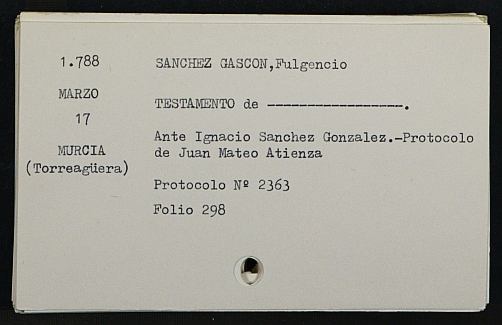 1.788
SANCHEZ GASCON,Fulgencio
MARZO
17
TESTAMENTO de -----------------.
MURCIA
(Torreagüera)
Ante Ignacio Sanchez Gonzalez.-Protocolo
de Juan Mateo Atienza
Protocolo Nº 2363
Folio 298